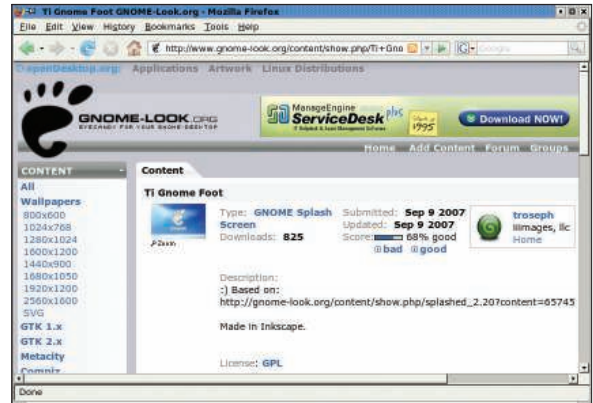 Ti Gnome Foot GNOME-Look.org - Mozilla Firefox
File Edit View History Bookmarks Tools Help
http://www.gnome-look.org/content/show.php/Ti+Gno
openDesktop.org: Applications Artwork Linux Distributions
GNOME-LOOK.ORG
EYECANDY FOR YOUR GNOME-DESKTOP
ManageEngine
ServiceDesk plus
1995
Download NOW!
Home Add Content Forum Groups
CONTENT
All
Wallpapers
800x600
1024x768
1280x1024
1600x1200
1440x900
1680x1050
1920x1200
2560x1600
SVG
GTK 1.x
GTK 2.x
Metacity
Compiz
Content
Ti Gnome Foot
Zoom
Type: GNOME Splash Screen
Downloads: 825
Submitted: Sep 9 2007
Updated: Sep 9 2007
Score: 68% good
bad good
troseph
iiimages, llc
Home
Description:
:) Based on:
http://gnome-look.org/content/show.php/splashed_2.20?content=65745
Made in Inkscape.
License: GPL
Done